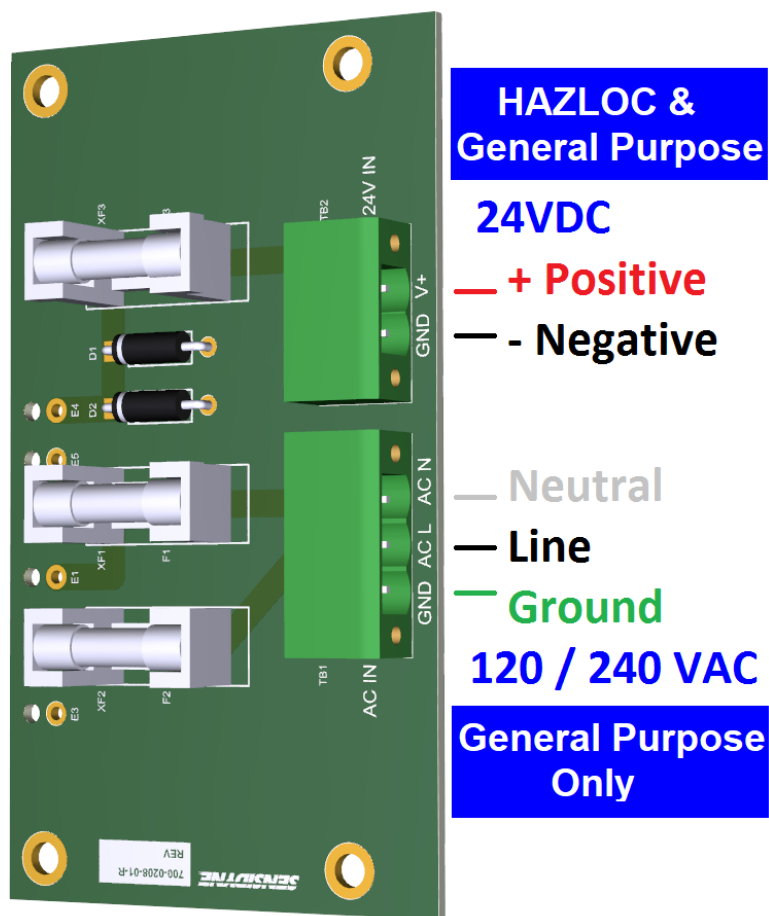 HAZLOC &
General Purpose
24VDC
+ Positive
- Negative
Neutral
Line
Ground
120 / 240 VAC
General Purpose
Only
24V IN
TB2
V+
GND
AC N
AC L
GND
TB1
AC IN
XF3
3
D1
D2
E4
E5
XF1
F1
E1
XF2
F2
E3
700-0208-01-R
REV
SENSIDYNE